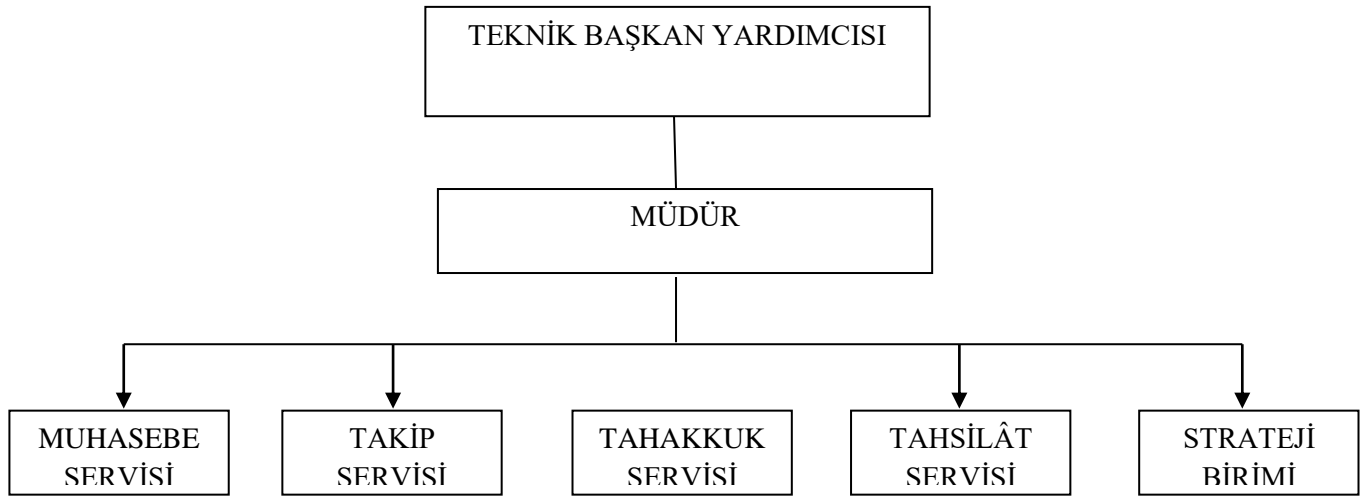 TEKNİK BAŞKAN YARDIMCISI
MÜDÜR
MUHASEBE
SERVİSİ
TAKİP
SERVİSİ
TAHAKKUK
SERVİSİ
TAHSİLÂT
SERVİSİ
STRATEJİ
BİRİMİ